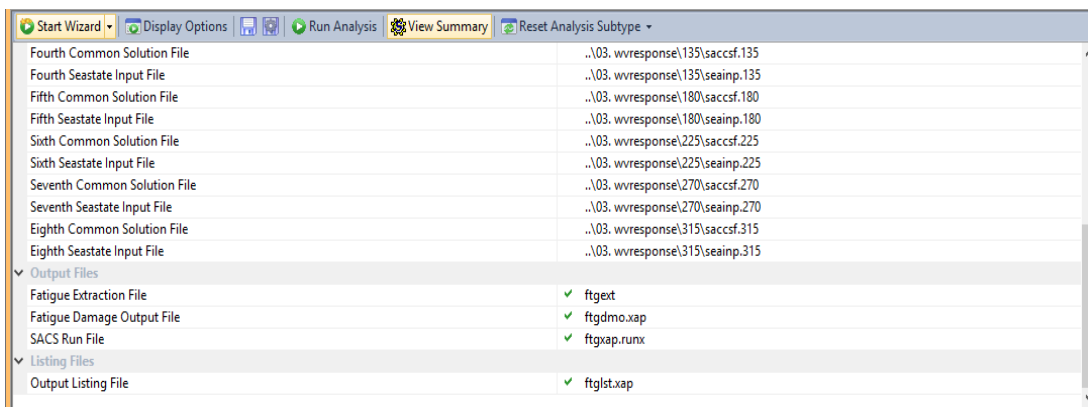 Start Wizard Display Options Run Analysis View Summary Reset Analysis Subtype
Fourth Common Solution File ..\03. wvresponse\135\saccsf.135
Fourth Seastate Input File ..\03. wvresponse\135\seainp.135
Fifth Common Solution File ..\03. wvresponse\180\saccsf.180
Fifth Seastate Input File ..\03. wvresponse\180\seainp.180
Sixth Common Solution File ..\03. wvresponse\225\saccsf.225
Sixth Seastate Input File ..\03. wvresponse\225\seainp.225
Seventh Common Solution File ..\03. wvresponse\270\saccsf.270
Seventh Seastate Input File ..\03. wvresponse\270\seainp.270
Eighth Common Solution File ..\03. wvresponse\315\saccsf.315
Eighth Seastate Input File ..\03. wvresponse\315\seainp.315
Output Files
Fatigue Extraction File ftgext
Fatigue Damage Output File ftgdmo.xap
SACS Run File ftgxap.runx
Listing Files
Output Listing File ftglst.xap